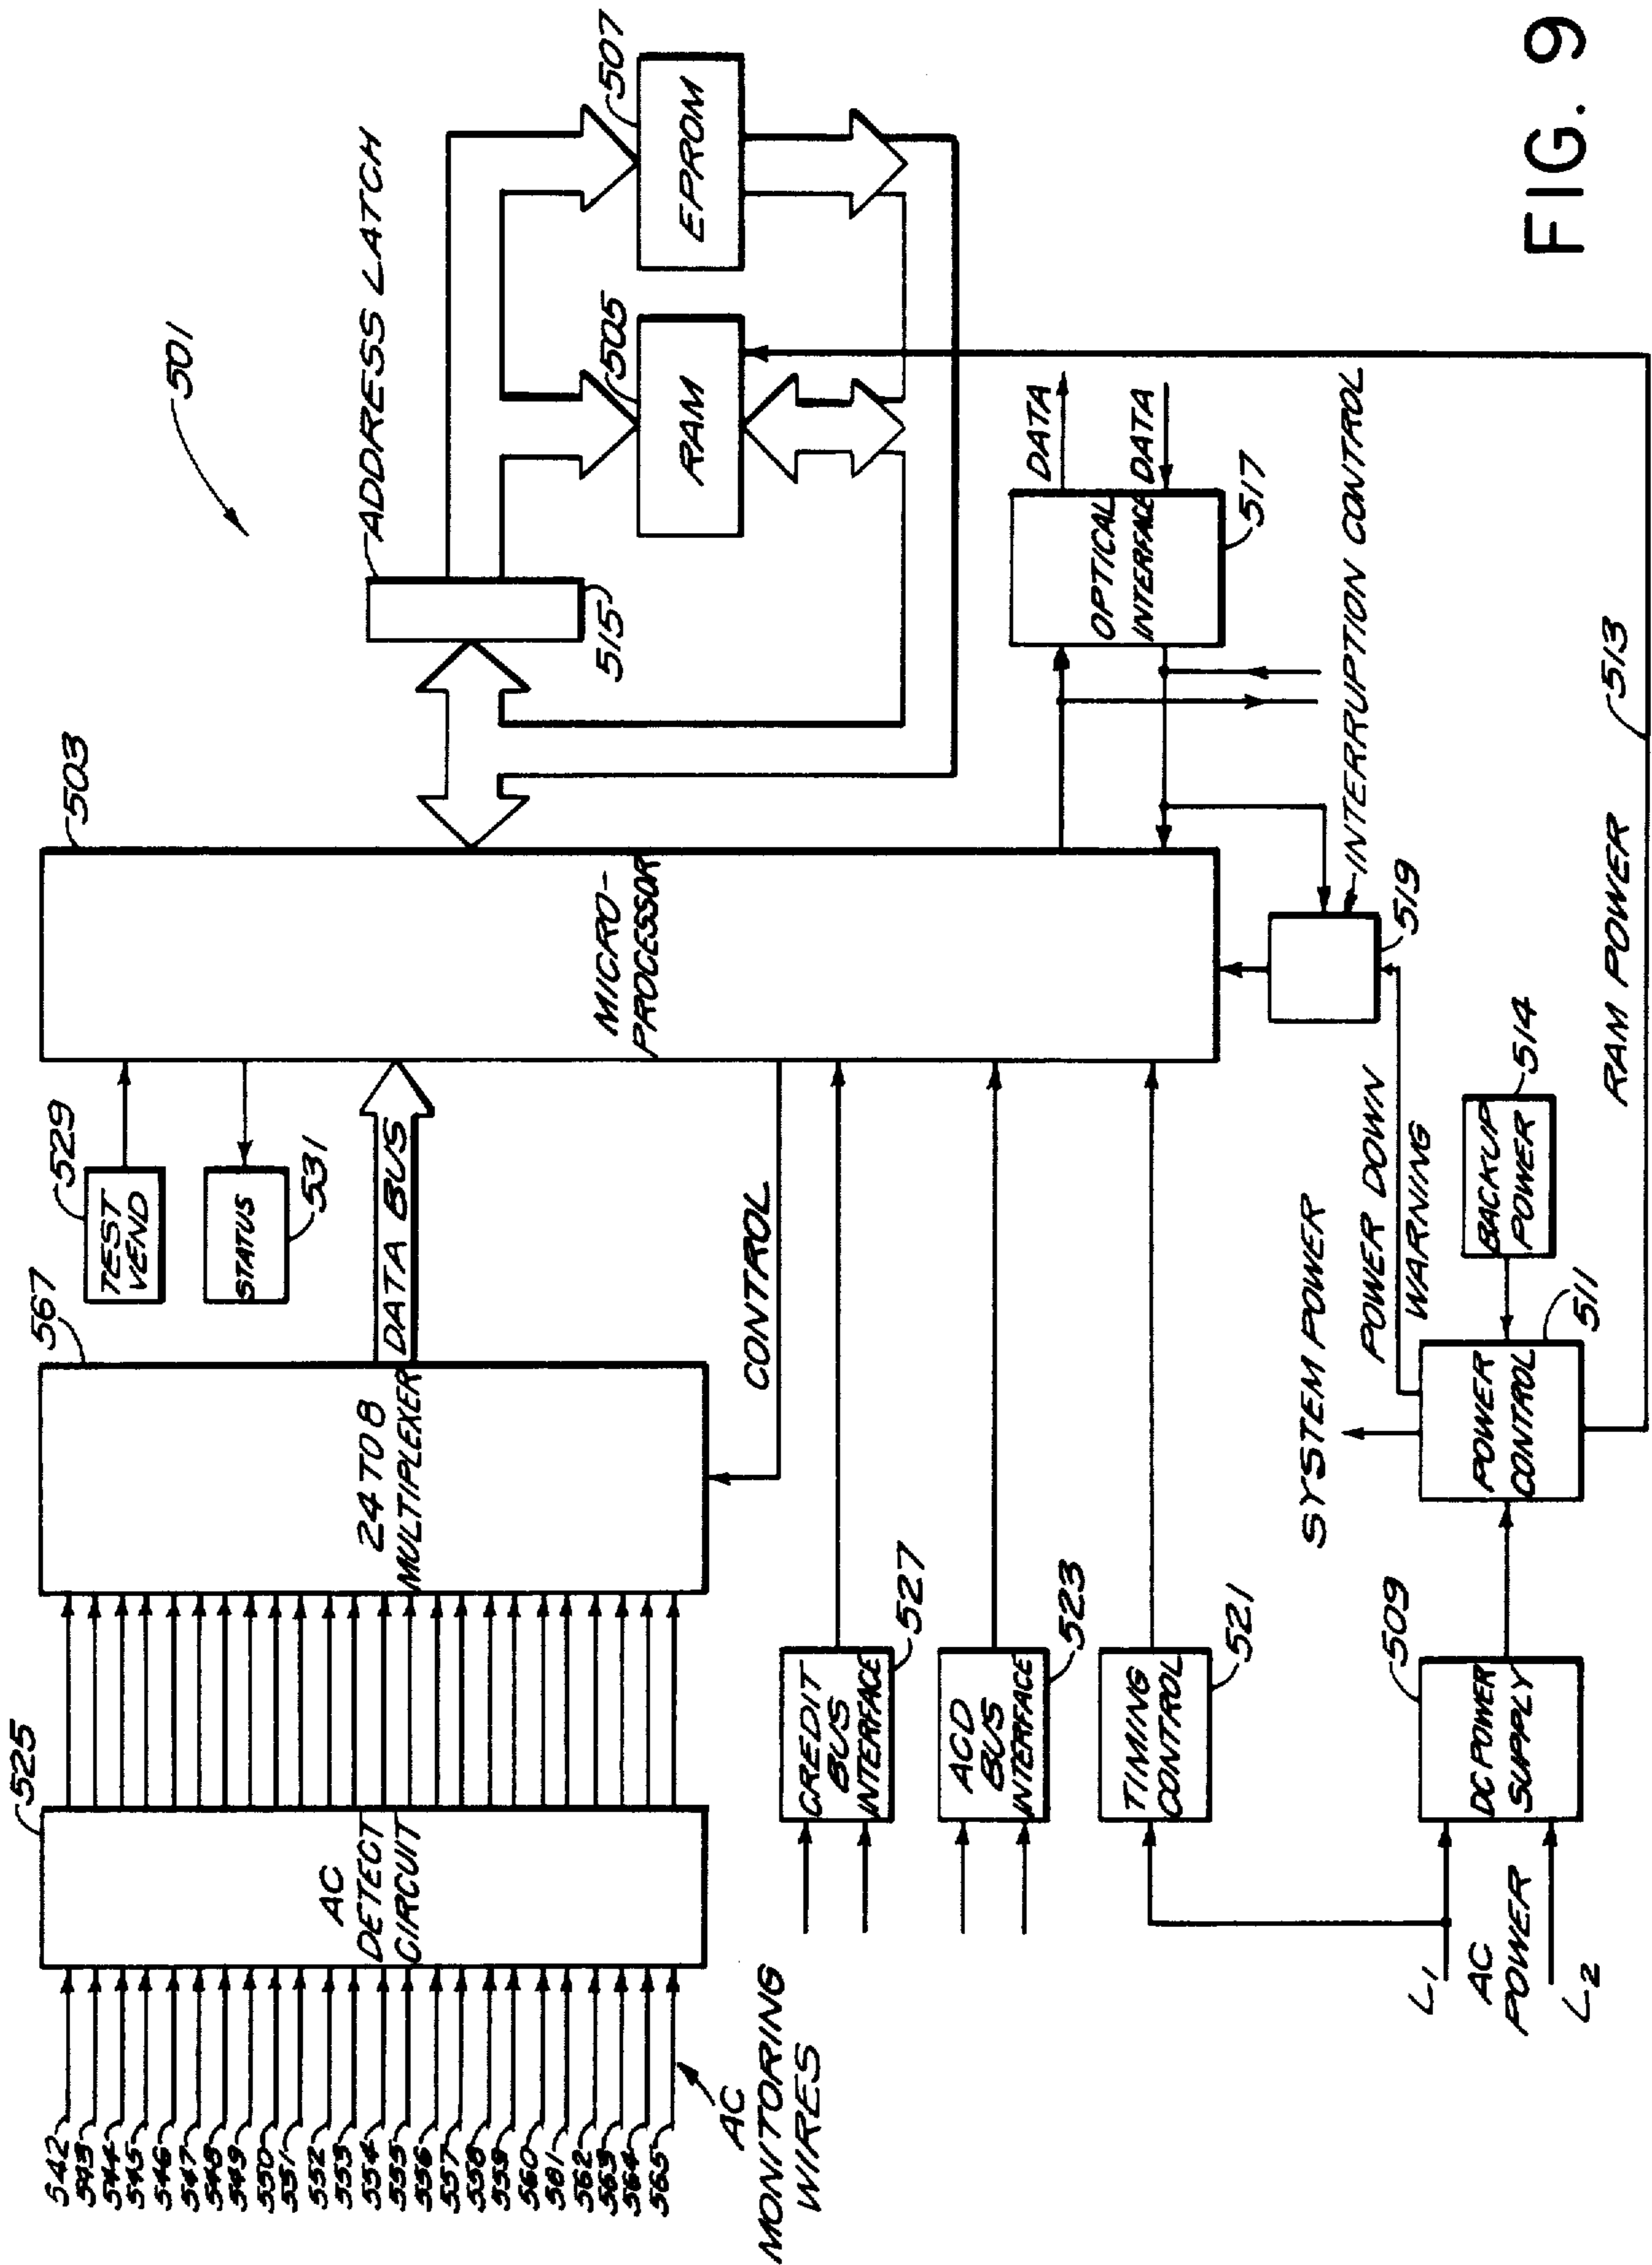 501
525
567
503
ADDRESS LATCH
507
505
515
EPROM
RAM
AC
DETECT
CIRCUIT
24 TO 8
MULTIPLEXER
DATA BUS
TEST
VEND
529
STATUS
531
MICRO-
PROCESSOR
542
543
544
545
546
547
548
549
550
551
552
553
554
555
556
557
558
559
560
561
562
563
564
565
AC
MONITORING
WIRES
CONTROL
CREDIT
BUS
INTERFACE
527
ACD
BUS
INTERFACE
523
TIMING
CONTROL
521
OPTICAL
INTERFACE
517
DATA
DATA
INTERRUPTION CONTROL
519
SYSTEM POWER
POWER DOWN
WARNING
L1
AC
POWER
L2
DC POWER
SUPPLY
509
POWER
CONTROL
511
BACKUP
POWER
514
RAM POWER
513
FIG. 9